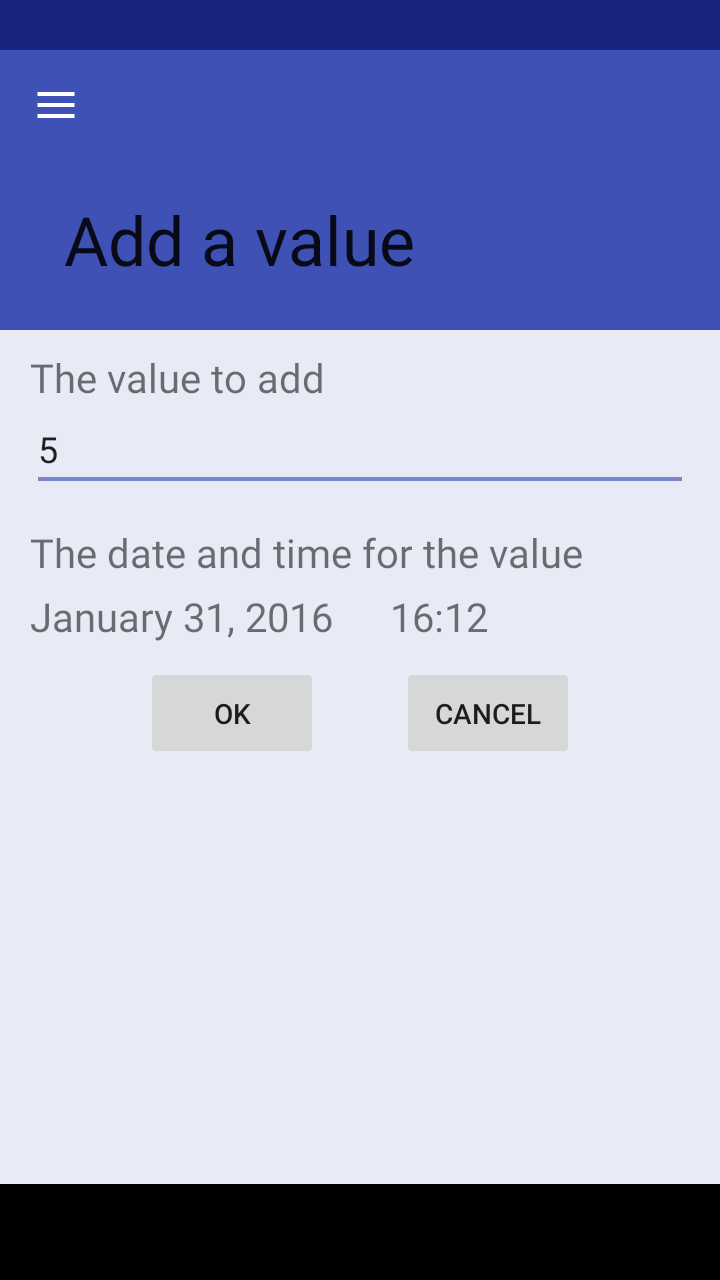 Add a value
The value to add
5
The date and time for the value
January 31, 2016 16:12
OK CANCEL